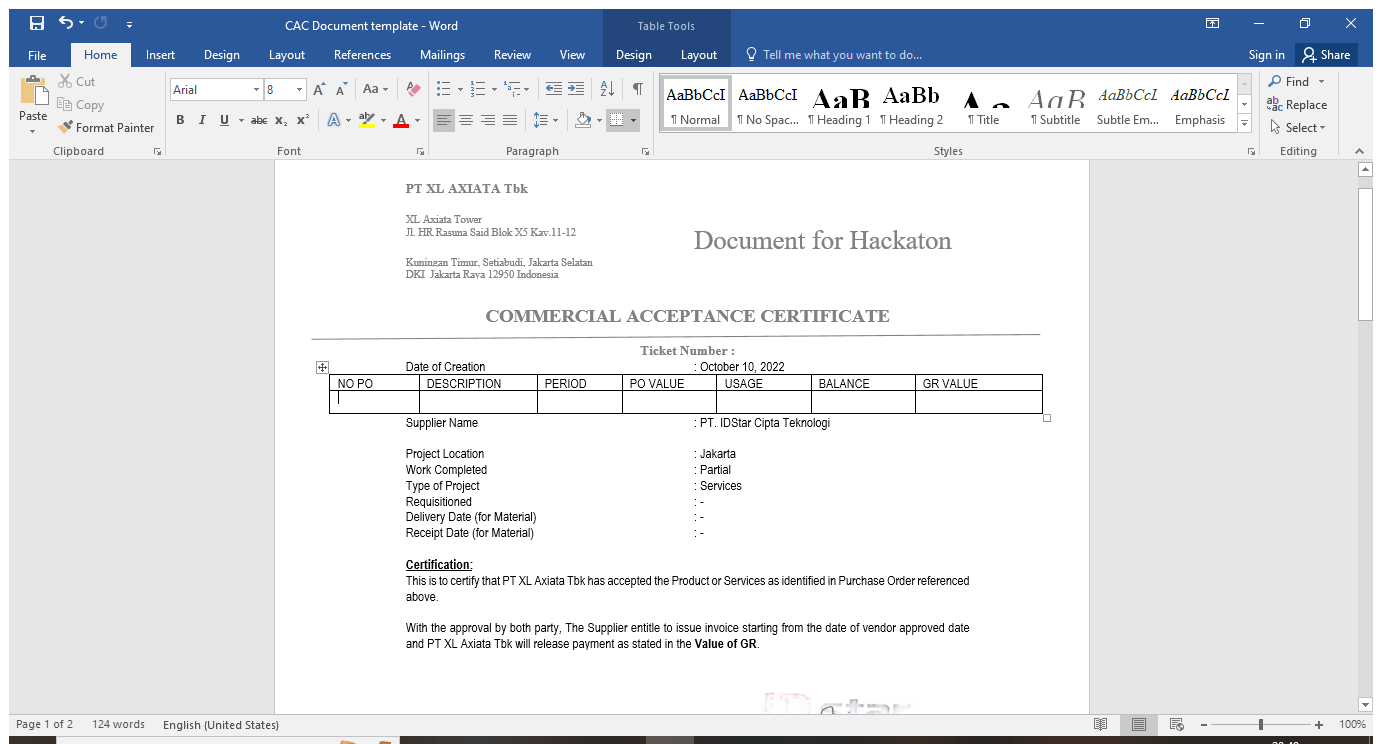 CAC Document template - Word
Table Tools
File Home Insert Design Layout References Mailings Review View Design Layout Tell me what you want to do... Sign in Share
Paste
Cut
Copy
Format Painter
Clipboard
Arial 8
Aa
B I U abc x₂ x² A ab A
Font
Paragraph
AaBbCcI AaBbCcI AaB AaBb AaB AaBbCcL AaBbCcL
¶ Normal ¶ No Spac... ¶ Heading 1 ¶ Heading 2 ¶ Title ¶ Subtitle Subtle Em... Emphasis
Styles
Find
Replace
Select
Editing
PT XL AXIATA Tbk
XL Axiata Tower
Jl. HR Rasuna Said Blok X5 Kav.11-12
Kuningan Timur, Setiabudi, Jakarta Selatan
DKI Jakarta Raya 12950 Indonesia
Document for Hackaton
COMMERCIAL ACCEPTANCE CERTIFICATE
Ticket Number :
Date of Creation : October 10, 2022
NO PO DESCRIPTION PERIOD PO VALUE USAGE BALANCE GR VALUE
Supplier Name : PT. IDStar Cipta Teknologi
Project Location : Jakarta
Work Completed : Partial
Type of Project : Services
Requisitioned : -
Delivery Date (for Material) : -
Receipt Date (for Material) : -
Certification:
This is to certify that PT XL Axiata Tbk has accepted the Product or Services as identified in Purchase Order referenced
above.
With the approval by both party, The Supplier entitle to issue invoice starting from the date of vendor approved date
and PT XL Axiata Tbk will release payment as stated in the Value of GR.
ID star
Page 1 of 2 124 words English (United States) 100%